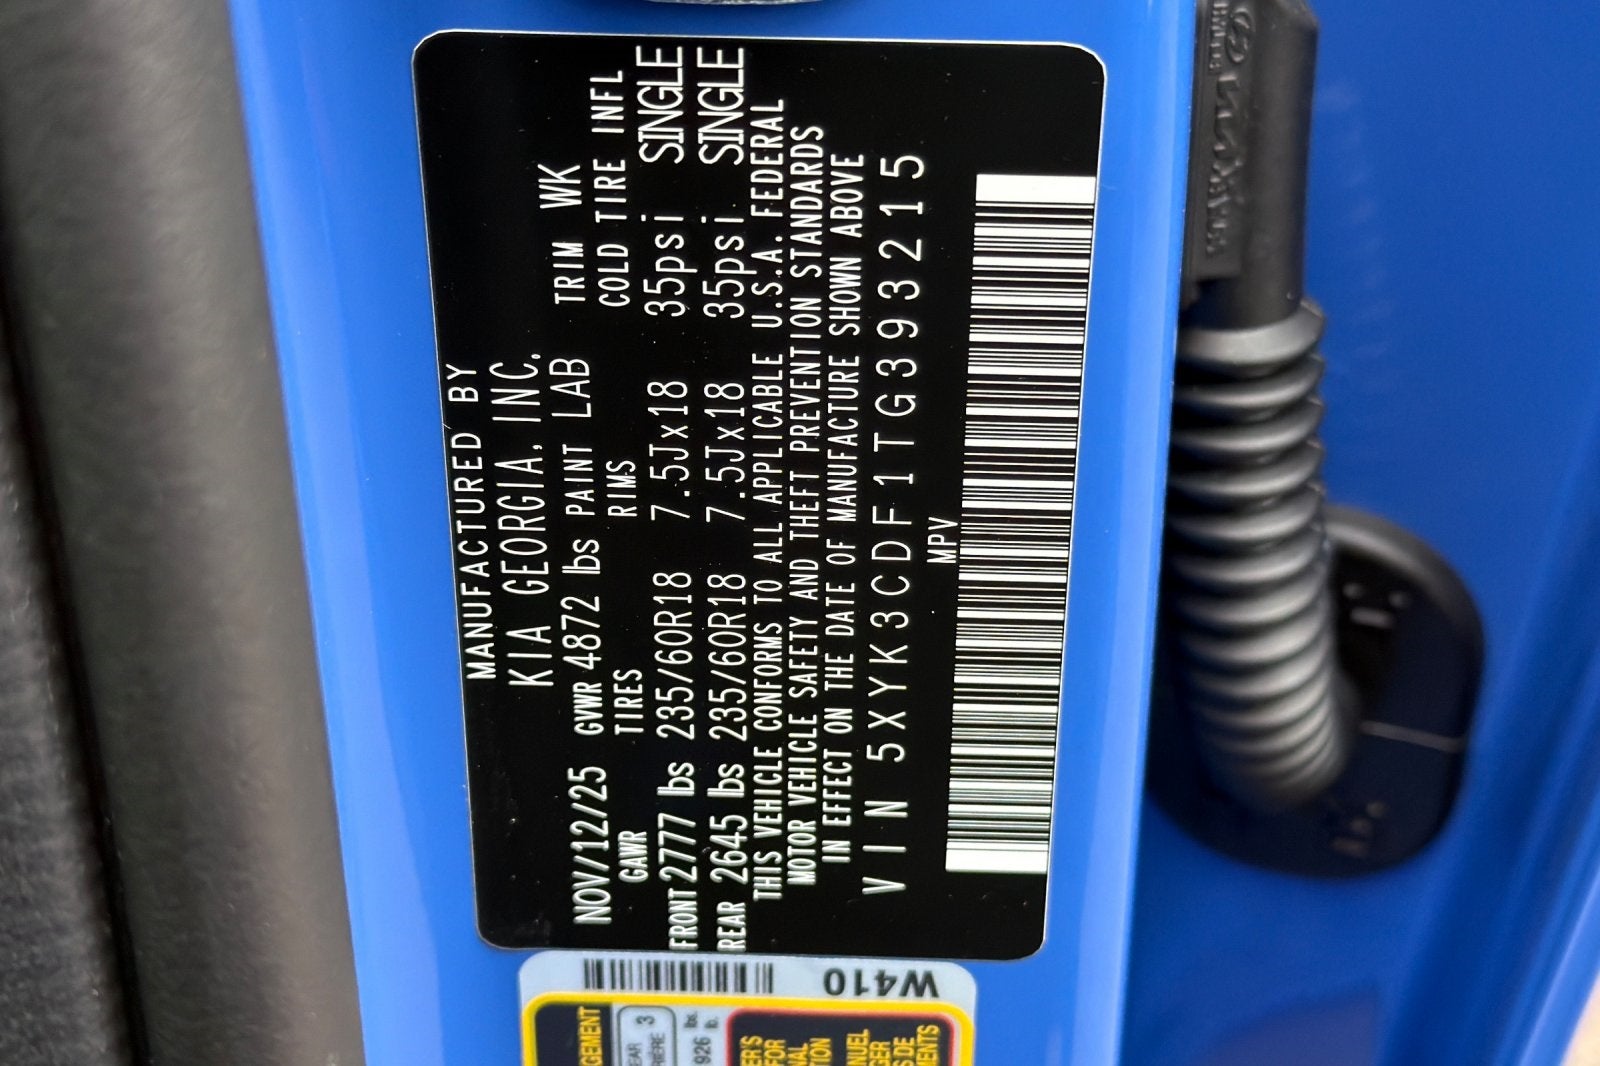 MANUFACTURED BY
KIA GEORGIA, INC.
NOV/12/25 GVWR 4872 lbs PAINT LAB TRIM WK
GAWR TIRES RIMS COLD TIRE INFL
FRONT 2777 lbs 235/60R18 7.5Jx18 35psi SINGLE
REAR 2645 lbs 235/60R18 7.5Jx18 35psi SINGLE
THIS VEHICLE CONFORMS TO ALL APPLICABLE U.S.A. FEDERAL
MOTOR VEHICLE SAFETY AND THEFT PREVENTION STANDARDS
IN EFFECT ON THE DATE OF MANUFACTURE SHOWN ABOVE
VIN 5XYK3CDF1TG393215
MPV
W410
3
926 lbs.